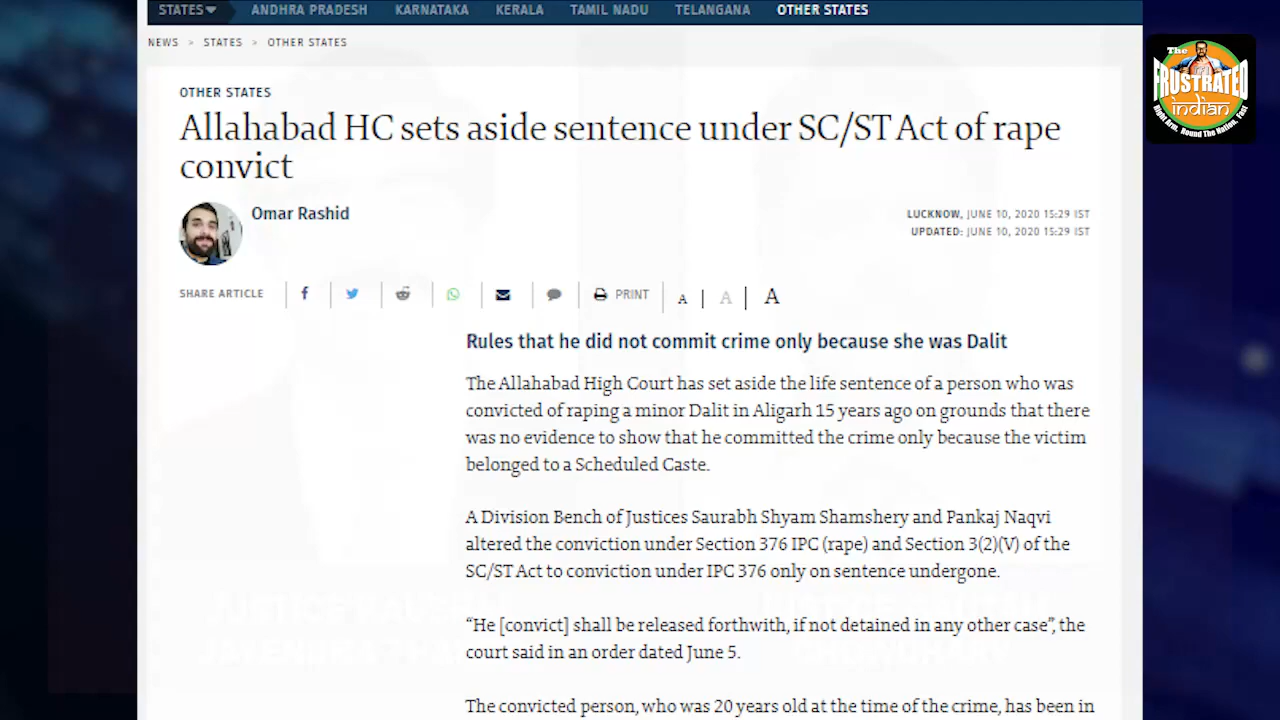 STATES ANDHRA PRADESH KARNATAKA KERALA TAMIL NADU TELANGANA OTHER STATES
NEWS > STATES > OTHER STATES
The
FRUSTRATED
indian
Right Arm, Round The Nation, Fast
OTHER STATES
Allahabad HC sets aside sentence under SC/ST Act of rape
convict
Omar Rashid
LUCKNOW, JUNE 10, 2020 15:29 IST
UPDATED: JUNE 10, 2020 15:29 IST
SHARE ARTICLE PRINT A | A | A
Rules that he did not commit crime only because she was Dalit
The Allahabad High Court has set aside the life sentence of a person who was
convicted of raping a minor Dalit in Aligarh 15 years ago on grounds that there
was no evidence to show that he committed the crime only because the victim
belonged to a Scheduled Caste.
A Division Bench of Justices Saurabh Shyam Shamshery and Pankaj Naqvi
altered the conviction under Section 376 IPC (rape) and Section 3(2)(V) of the
SC/ST Act to conviction under IPC 376 only on sentence undergone.
“He [convict] shall be released forthwith, if not detained in any other case”, the
court said in an order dated June 5.
The convicted person, who was 20 years old at the time of the crime, has been in